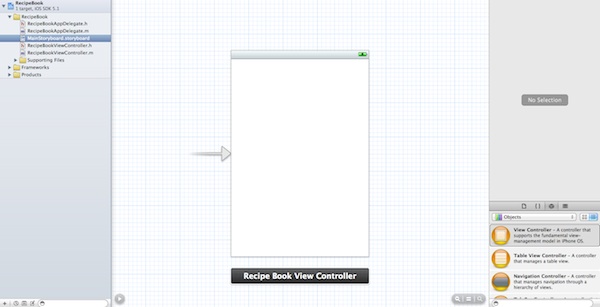 RecipeBook
1 target, iOS SDK 5.1
RecipeBook
RecipeBookAppDelegate.h
RecipeBookAppDelegate.m
MainStoryboard.storyboard
RecipeBookViewController.h
RecipeBookViewController.m
Supporting Files
Frameworks
Products
Recipe Book View Controller
No Selection
Objects
View Controller - A controller that
supports the fundamental view-
management model in iPhone OS.
Table View Controller - A controller
that manages a table view.
Navigation Controller - A
controller that manages navigation
through a hierarchy of views.